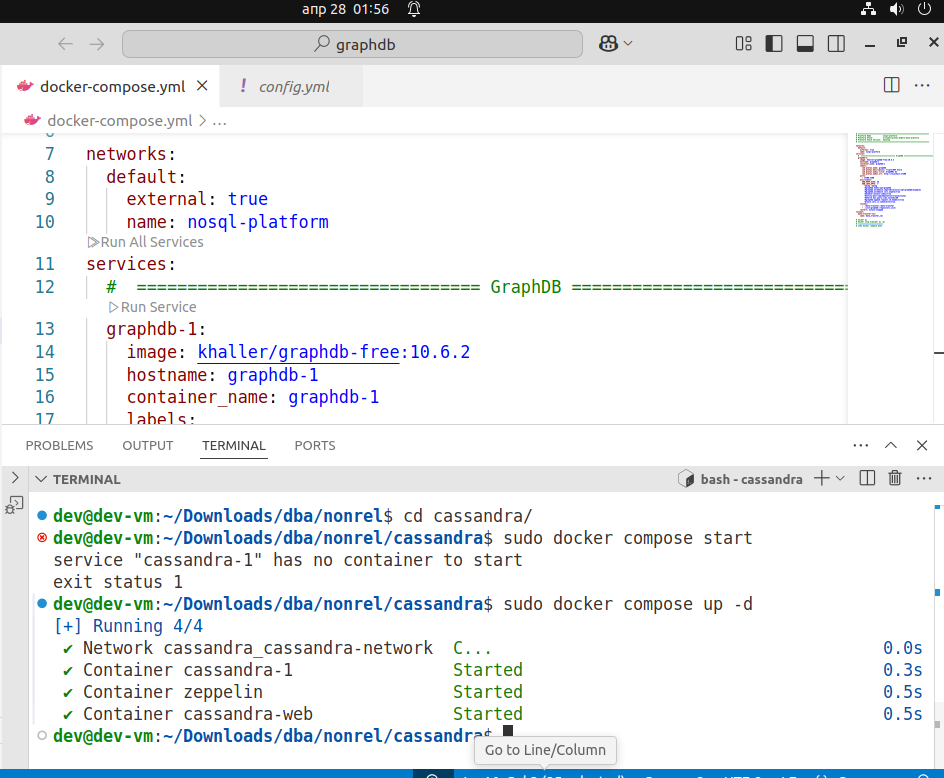 апр 28 01:56
graphdb
docker-compose.yml
! config.yml
docker-compose.yml > ...
7 networks:
8 default:
9 external: true
10 name: nosql-platform
Run All Services
11 services:
12 # ================================== GraphDB ===========================
Run Service
13 graphdb-1:
14 image: khaller/graphdb-free:10.6.2
15 hostname: graphdb-1
16 container_name: graphdb-1
17 labels:
PROBLEMS OUTPUT TERMINAL PORTS
TERMINAL
bash - cassandra
dev@dev-vm:~/Downloads/dba/nonrel$ cd cassandra/
dev@dev-vm:~/Downloads/dba/nonrel/cassandra$ sudo docker compose start
service "cassandra-1" has no container to start
exit status 1
dev@dev-vm:~/Downloads/dba/nonrel/cassandra$ sudo docker compose up -d
[+] Running 4/4
✔ Network cassandra_cassandra-network C... 0.0s
✔ Container cassandra-1 Started 0.3s
✔ Container zeppelin Started 0.5s
✔ Container cassandra-web Started 0.5s
dev@dev-vm:~/Downloads/dba/nonrel/cassandra$
Go to Line/Column